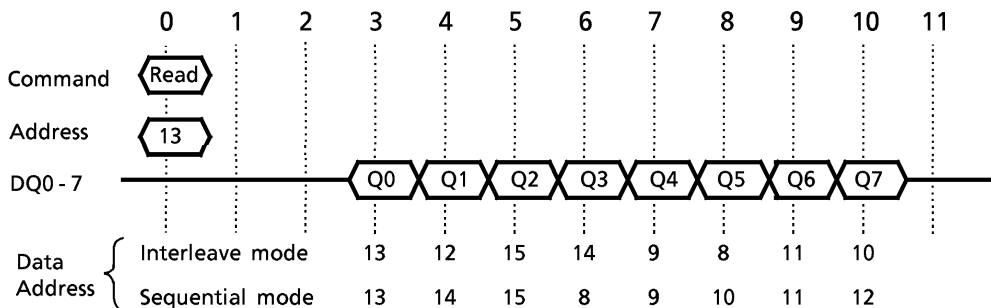 0 1 2 3 4 5 6 7 8 9 10 11
Command Read
Address 13
DQ0 - 7 Q0 Q1 Q2 Q3 Q4 Q5 Q6 Q7
Data Address
Interleave mode 13 12 15 14 9 8 11 10
Sequential mode 13 14 15 8 9 10 11 12